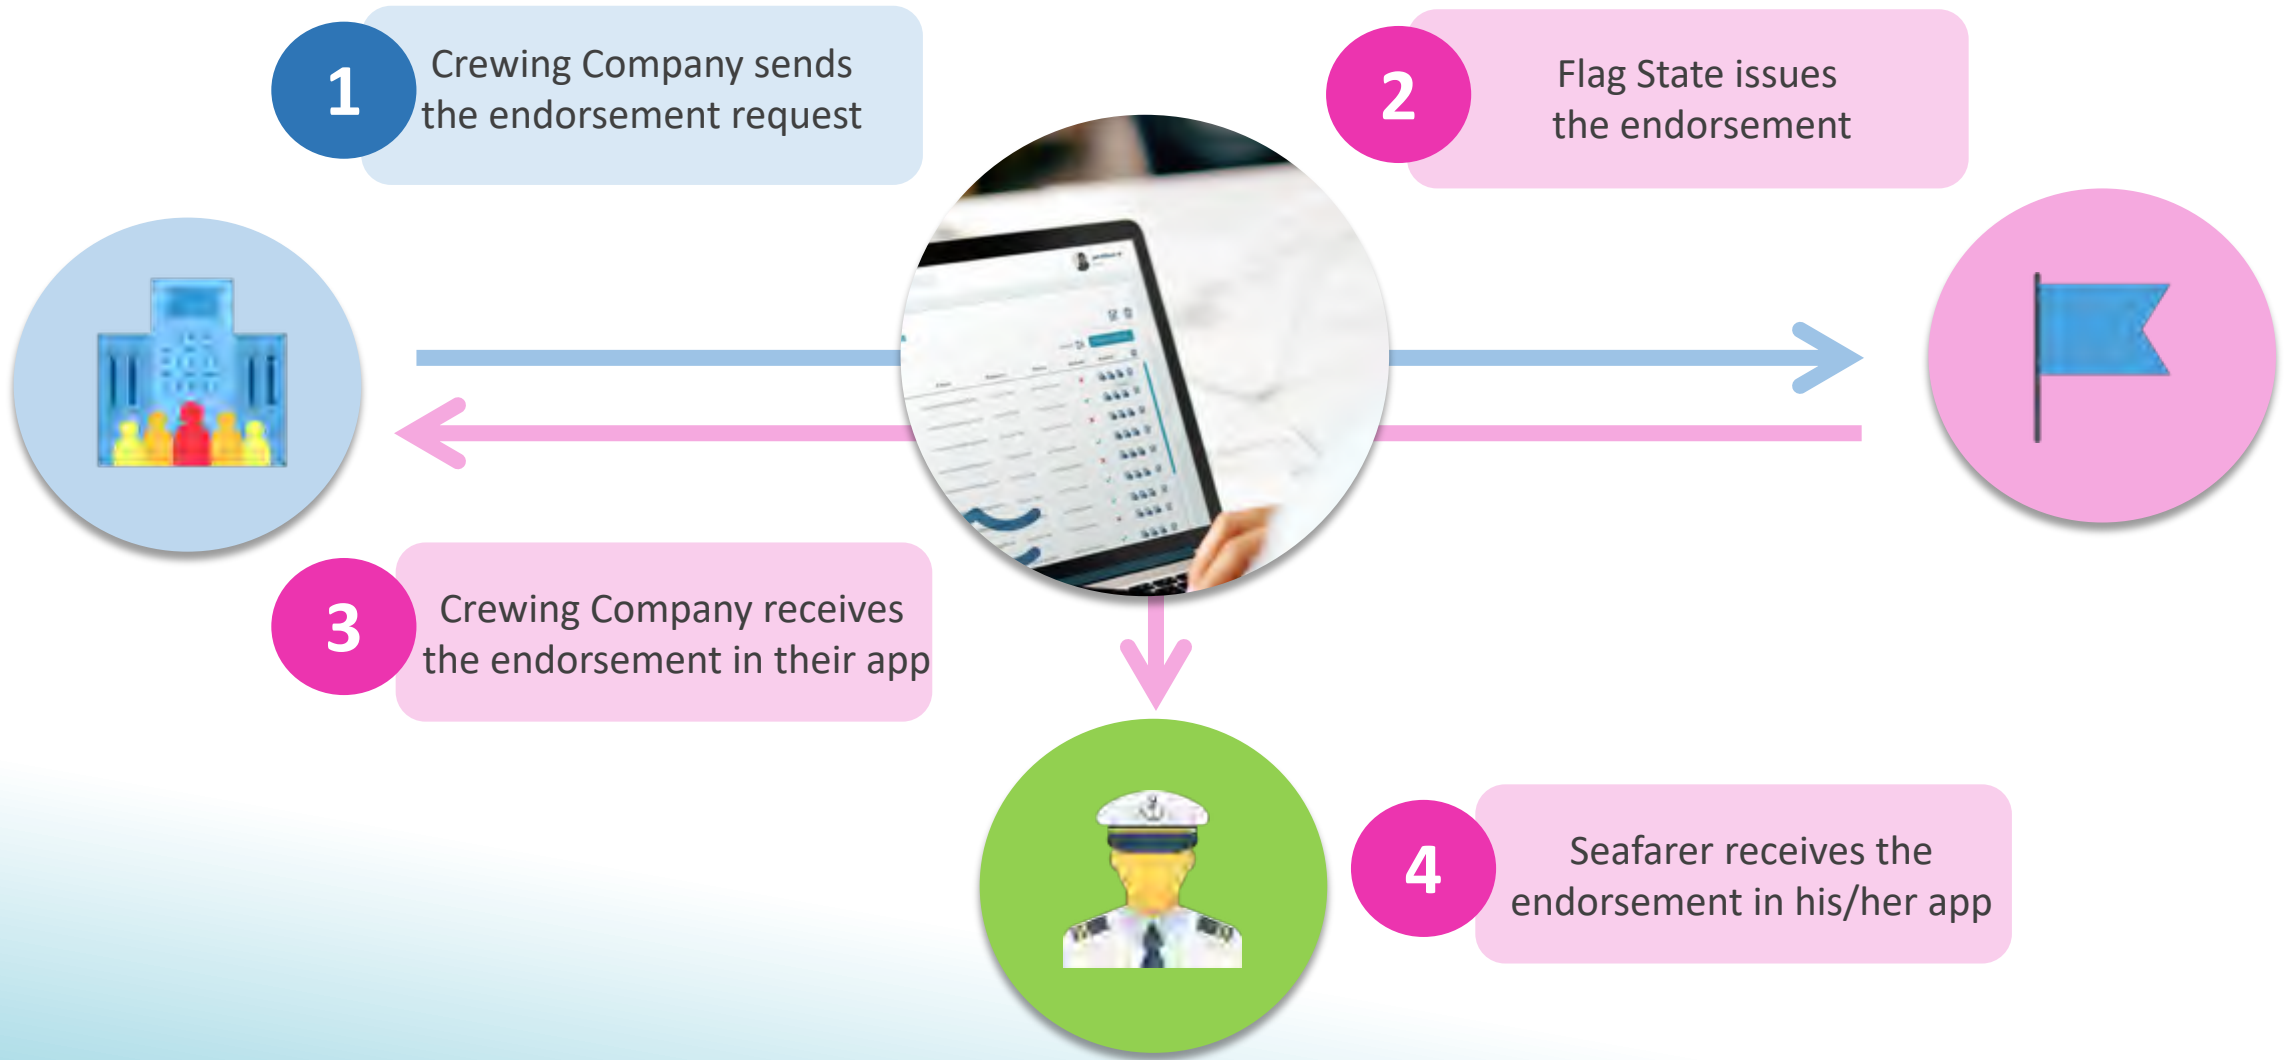 1
Crewing Company sends
the endorsement request
2
Flag State issues
the endorsement
3
Crewing Company receives
the endorsement in their app
4
Seafarer receives the
endorsement in his/her app